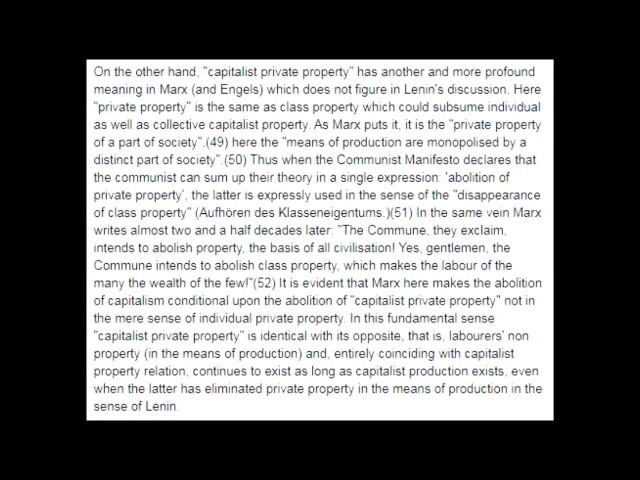 On the other hand, "capitalist private property" has another and more profound
meaning in Marx (and Engels) which does not figure in Lenin's discussion. Here
"private property" is the same as class property which could subsume individual
as well as collective capitalist property. As Marx puts it, it is the "private property
of a part of society".(49) here the "means of production are monopolised by a
distinct part of society".(50) Thus when the Communist Manifesto declares that
the communist can sum up their theory in a single expression: 'abolition of
private property', the latter is expressly used in the sense of the "disappearance
of class property" (Aufhören des Klasseneigentums.)(51) In the same vein Marx
writes almost two and a half decades later: "The Commune, they exclaim,
intends to abolish property, the basis of all civilisation! Yes, gentlemen, the
Commune intends to abolish class property, which makes the labour of the
many the wealth of the few!"(52) It is evident that Marx here makes the abolition
of capitalism conditional upon the abolition of "capitalist private property" not in
the mere sense of individual private property. In this fundamental sense
"capitalist private property" is identical with its opposite, that is, labourers' non
property (in the means of production) and, entirely coinciding with capitalist
property relation, continues to exist as long as capitalist production exists, even
when the latter has eliminated private property in the means of production in the
sense of Lenin.